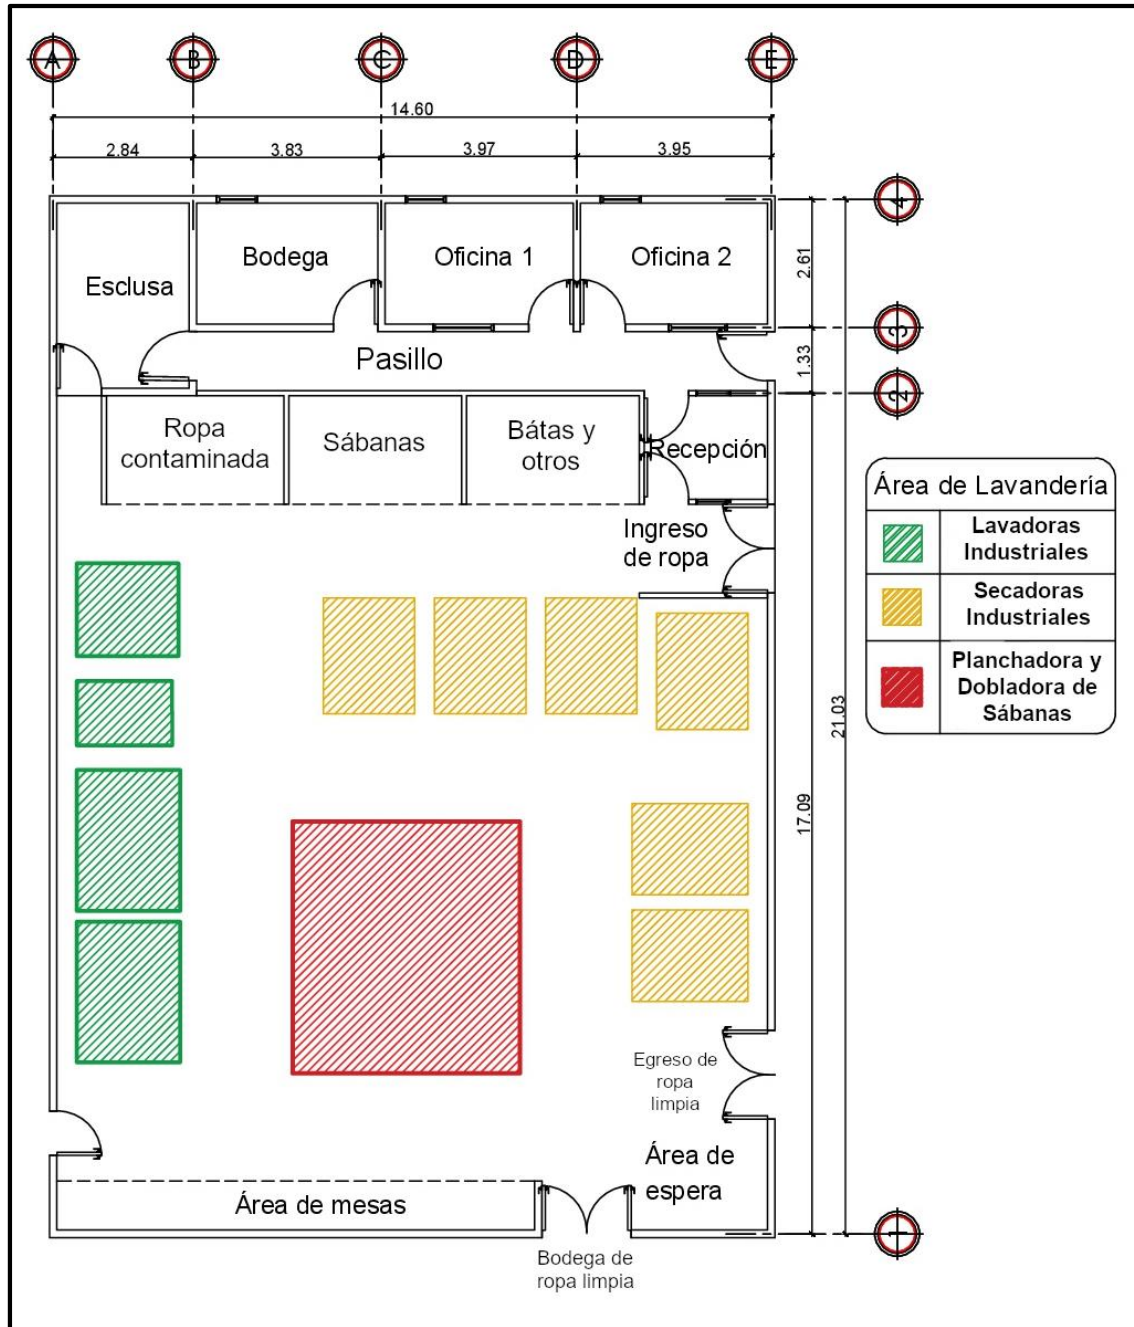 A B C D E
14.60
2.84 3.83 3.97 3.95
4
Bodega Oficina 1 Oficina 2
Esclusa
2.61
3
Pasillo
1.33
2
Ropa
contaminada
Sábanas
Bátas y
otros
Recepción
Ingreso
de ropa
Área de Lavandería
Lavadoras
Industriales
Secadoras
Industriales
Planchadora y
Dobladora de
Sábanas
21.03
17.09
Egreso de
ropa
limpia
Área de
espera
Área de mesas
1
Bodega de
ropa limpia